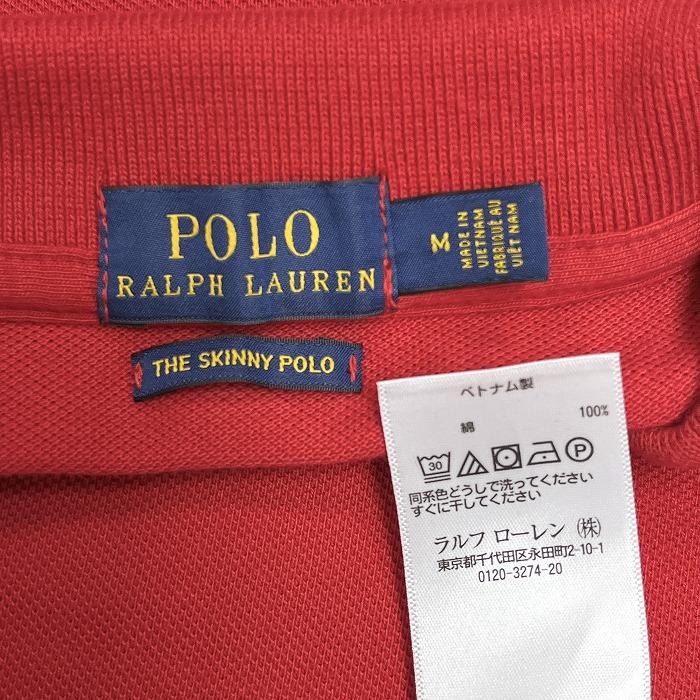 POLO
RALPH LAUREN
M
MADE IN
VIETNAM
FABRIQUÉ AU
VIÊT NAM
THE SKINNY POLO
ベトナム製
100%
綿
30
P
同系色どうしで洗ってください
すぐに干してください
ラルフ ローレン (株)
東京都千代田区永田町2-10-1
0120-3274-20